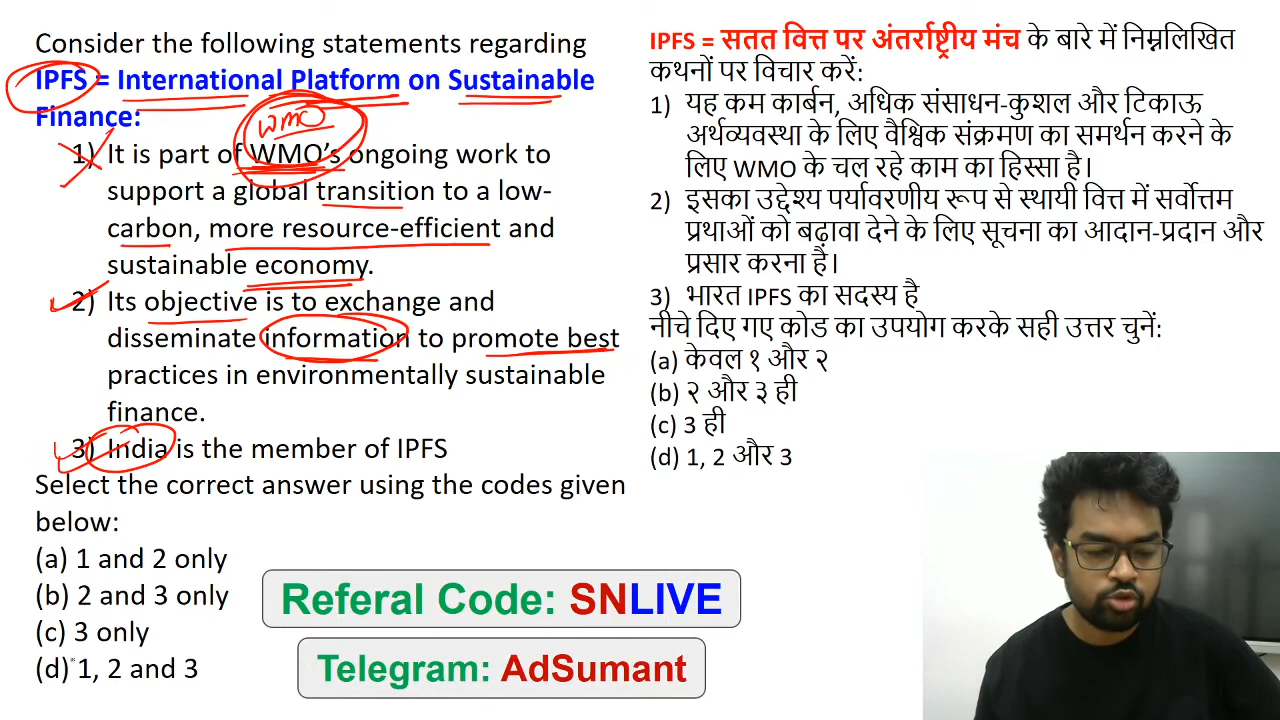 Consider the following statements regarding
IPFS = International Platform on Sustainable
Finance:
WMO
1) It is part of WMO's ongoing work to
support a global transition to a low-
carbon, more resource-efficient and
sustainable economy.
2) Its objective is to exchange and
disseminate information to promote best
practices in environmentally sustainable
finance.
3) India is the member of IPFS
Select the correct answer using the codes given
below:
(a) 1 and 2 only
(b) 2 and 3 only
(c) 3 only
(d) 1, 2 and 3
IPFS = सतत वित्त पर अंतर्राष्ट्रीय मंच के बारे में निम्नलिखित
कथनों पर विचार करें:
1) यह कम कार्बन, अधिक संसाधन-कुशल और टिकाऊ
अर्थव्यवस्था के लिए वैश्विक संक्रमण का समर्थन करने के
लिए WMO के चल रहे काम का हिस्सा है।
2) इसका उद्देश्य पर्यावरणीय रूप से स्थायी वित्त में सर्वोत्तम
प्रथाओं को बढ़ावा देने के लिए सूचना का आदान-प्रदान और
प्रसार करना है।
3) भारत IPFS का सदस्य है
नीचे दिए गए कोड का उपयोग करके सही उत्तर चुनें:
(a) केवल १ और २
(b) २ और ३ ही
(c) 3 ही
(d) 1, 2 और 3
Referal Code: SNLIVE
Telegram: AdSumant